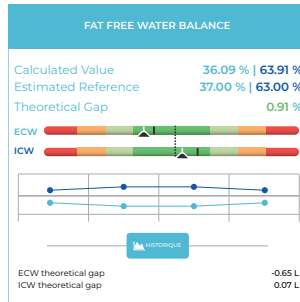 FAT FREE WATER BALANCE
Calculated Value 36.09 % | 63.91 %
Estimated Reference 37.00 % | 63.00 %
Theoretical Gap 0.91 %
ECW
ICW
HISTORIQUE
ECW theoretical gap -0.65 L
ICW theoretical gap 0.07 L